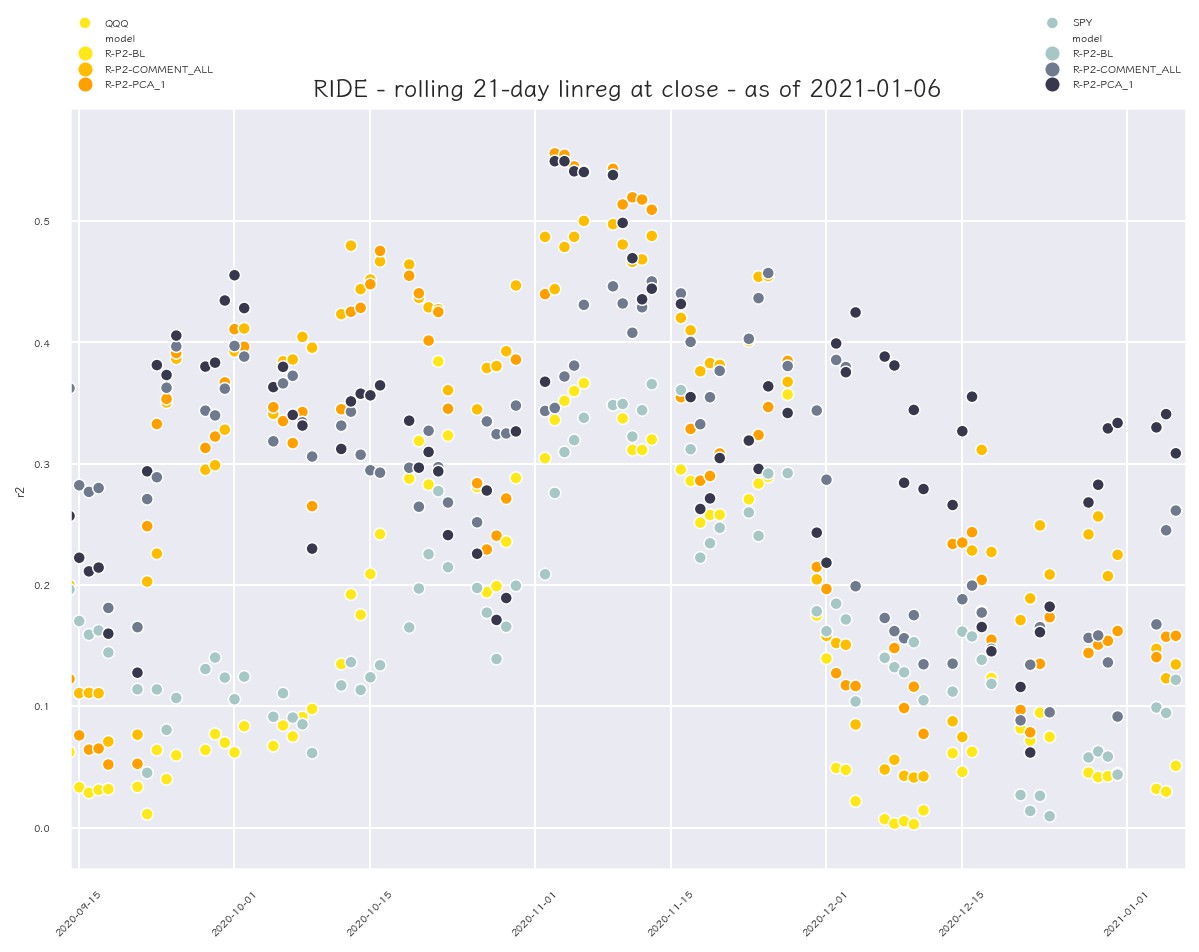 QQQ
model
R-P2-BL
R-P2-COMMENT_ALL
R-P2-PCA_1
SPY
model
R-P2-BL
R-P2-COMMENT_ALL
R-P2-PCA_1
RIDE - rolling 21-day linreg at close - as of 2021-01-06
r2
0.5
0.4
0.3
0.2
0.1
0.0
2020-09-15
2020-10-01
2020-10-15
2020-11-01
2020-11-15
2020-12-01
2020-12-15
2021-01-01